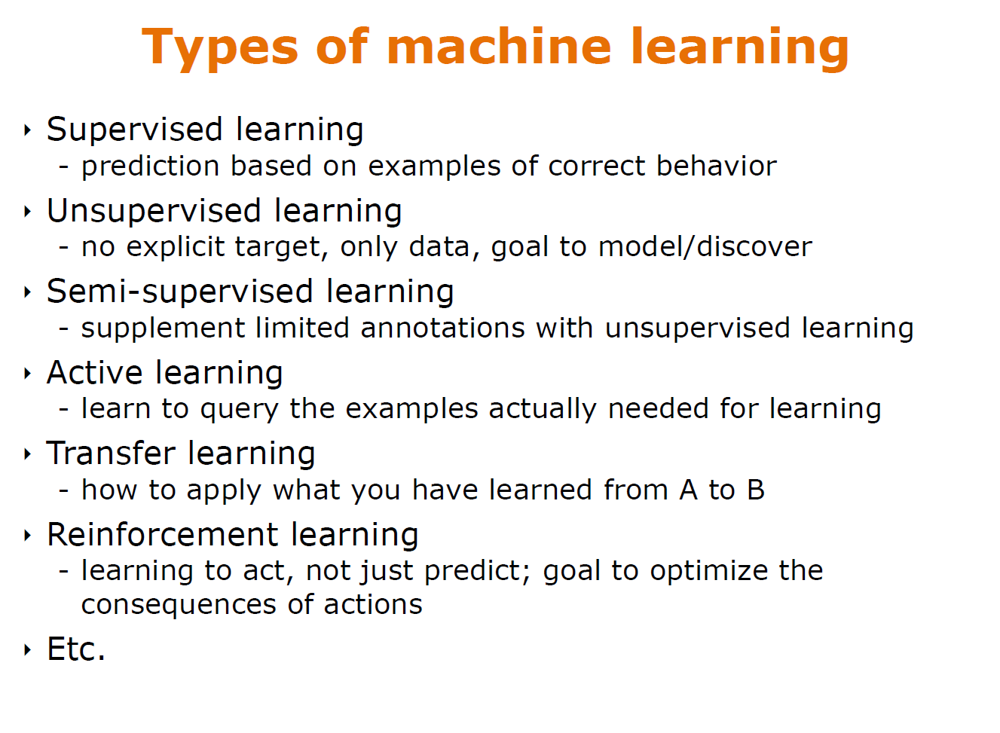 Types of machine learning
‣ Supervised learning
- prediction based on examples of correct behavior
‣ Unsupervised learning
- no explicit target, only data, goal to model/discover
‣ Semi-supervised learning
- supplement limited annotations with unsupervised learning
‣ Active learning
- learn to query the examples actually needed for learning
‣ Transfer learning
- how to apply what you have learned from A to B
‣ Reinforcement learning
- learning to act, not just predict; goal to optimize the
consequences of actions
‣ Etc.